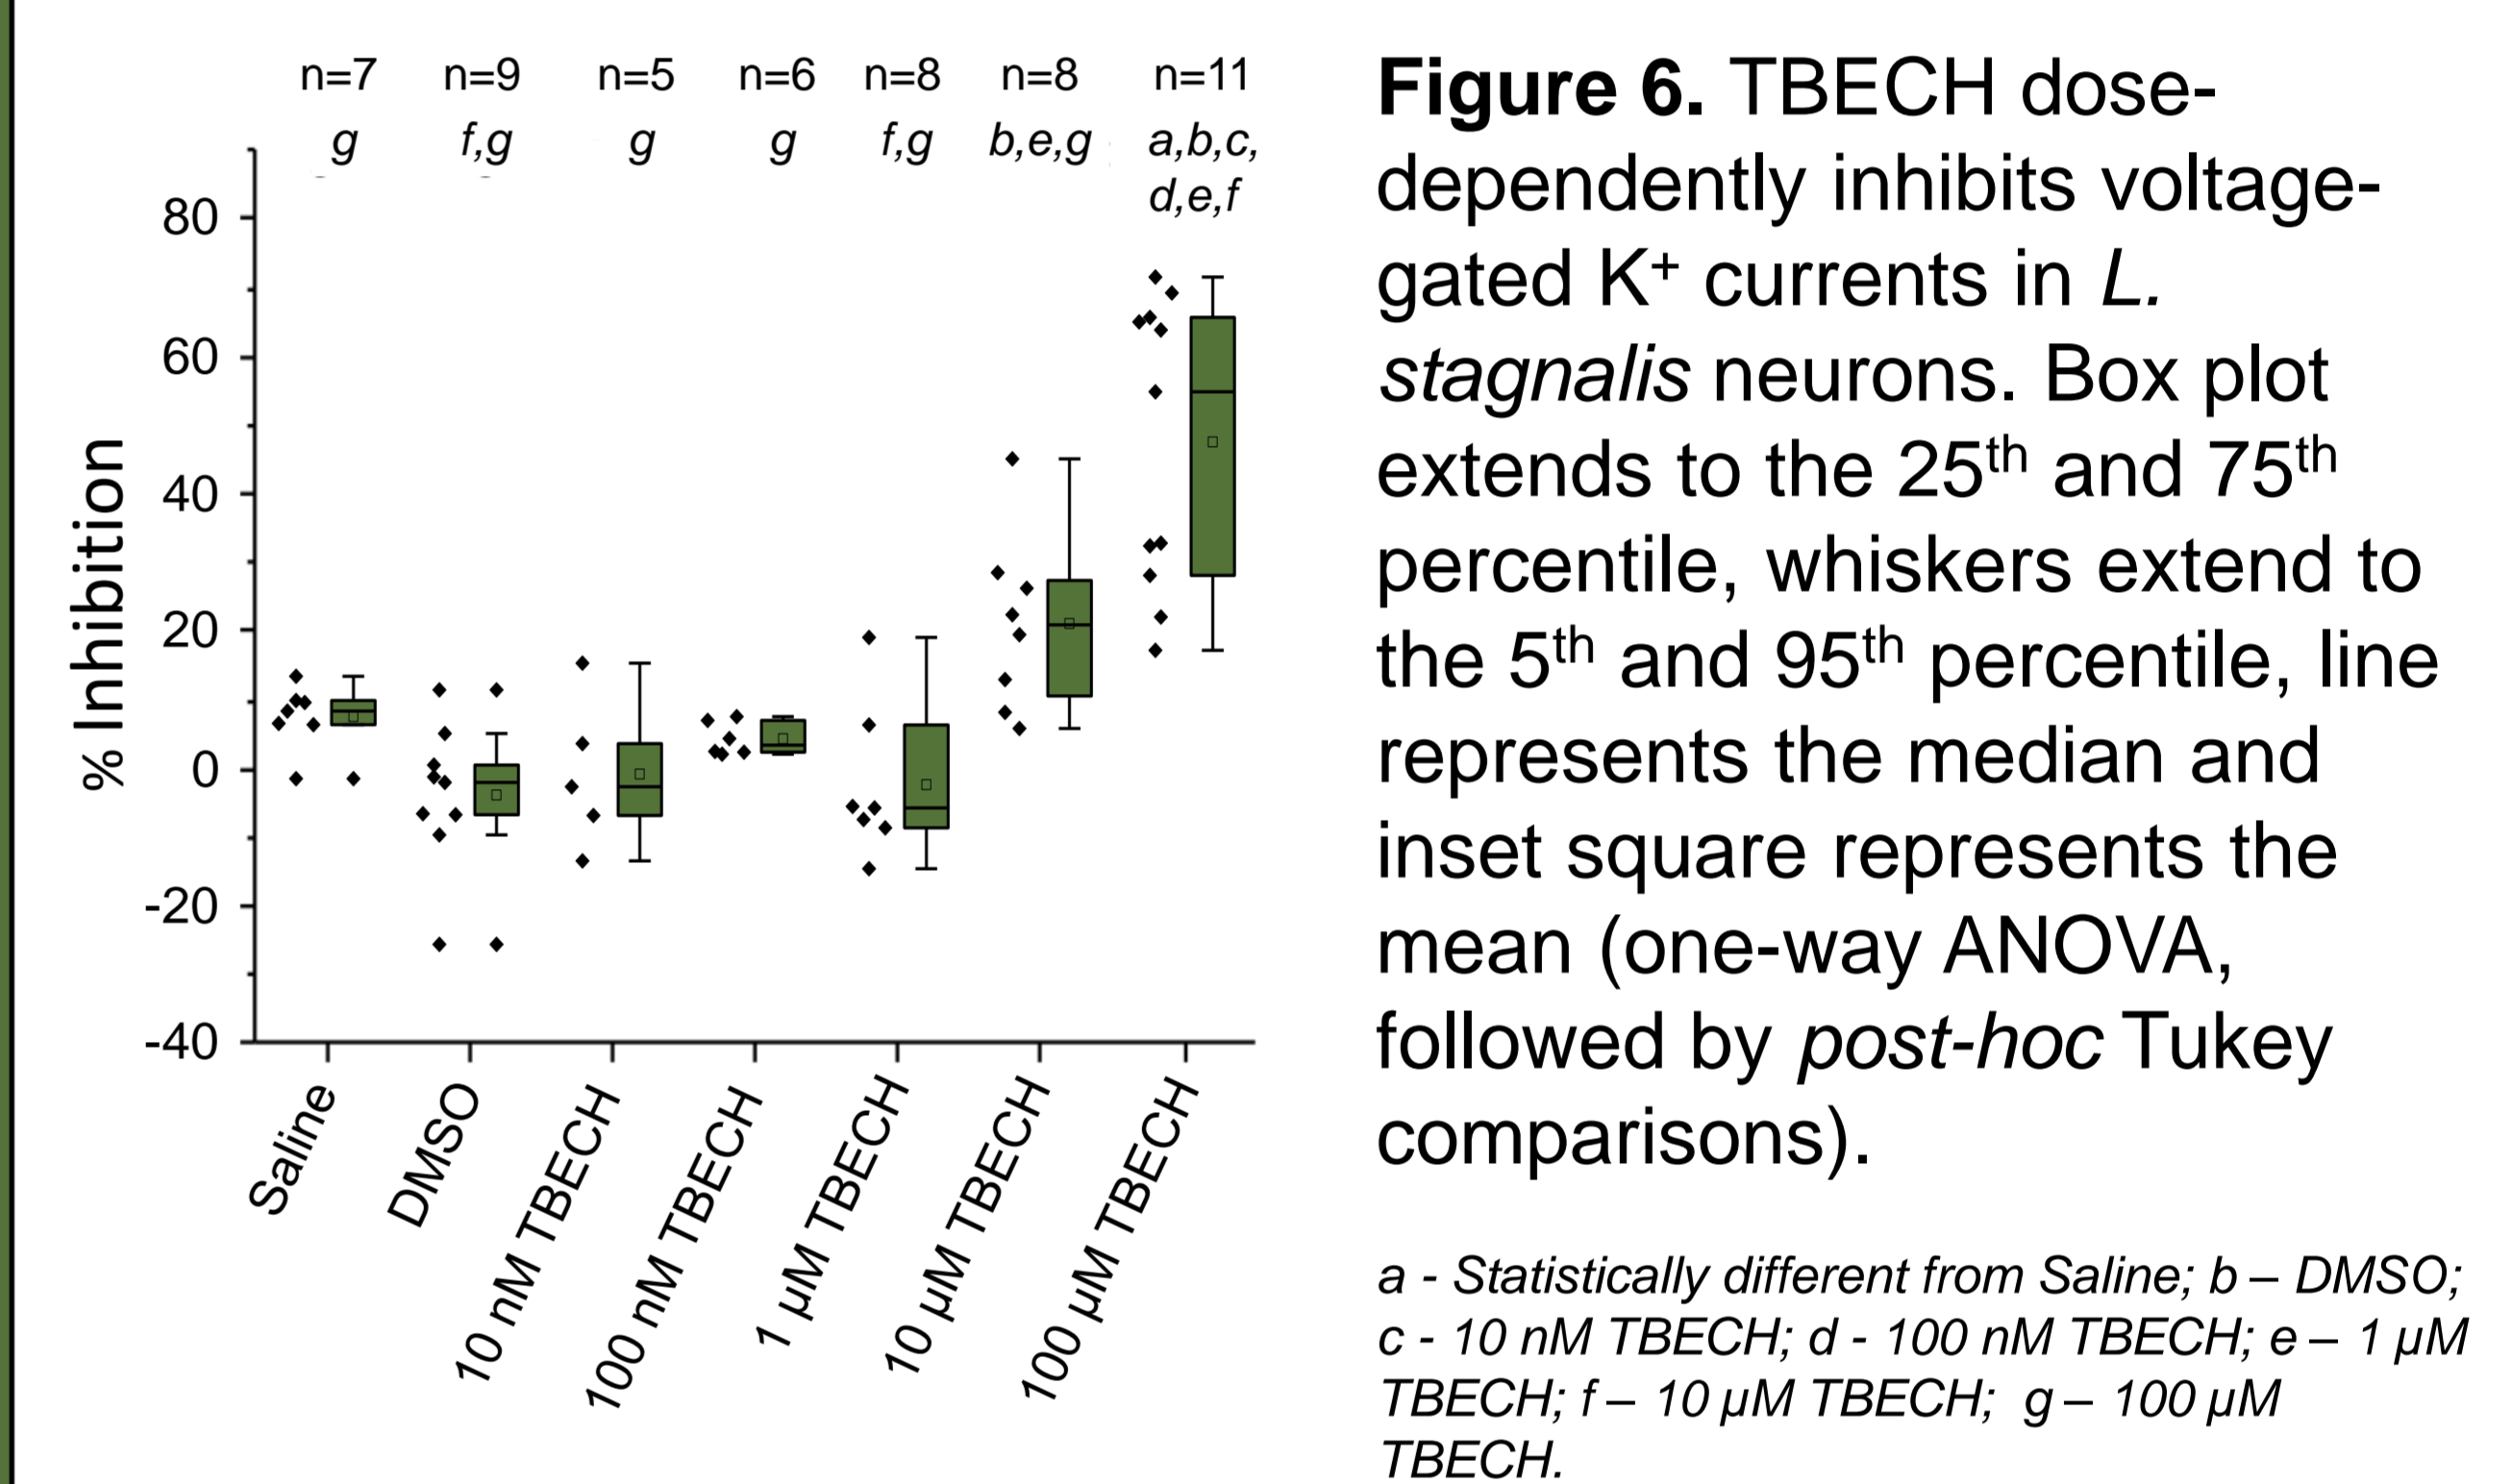 n=7 n=9 n=5 n=6 n=8 n=8 n=11
g f,g g g f,g b,e,g a,b,c,
d,e,f
80
60
40
20
0
-20
-40
% Inhibition
Saline
DMSO
10 nM TBECH
100 nM TBECH
1 µM TBECH
10 µM TBECH
100 µM TBECH
Figure 6. TBECH dose-
dependently inhibits voltage-
gated K⁺ currents in L.
stagnalis neurons. Box plot
extends to the 25th and 75th
percentile, whiskers extend to
the 5th and 95th percentile, line
represents the median and
inset square represents the
mean (one-way ANOVA,
followed by post-hoc Tukey
comparisons).
a - Statistically different from Saline; b – DMSO;
c - 10 nM TBECH; d - 100 nM TBECH; e – 1 µM
TBECH; f – 10 µM TBECH; g – 100 µM
TBECH.